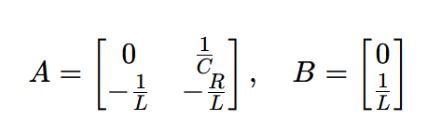 A = [ 0 1/C ; −1/L −R/L ], B = [ 0 ; 1/L ]